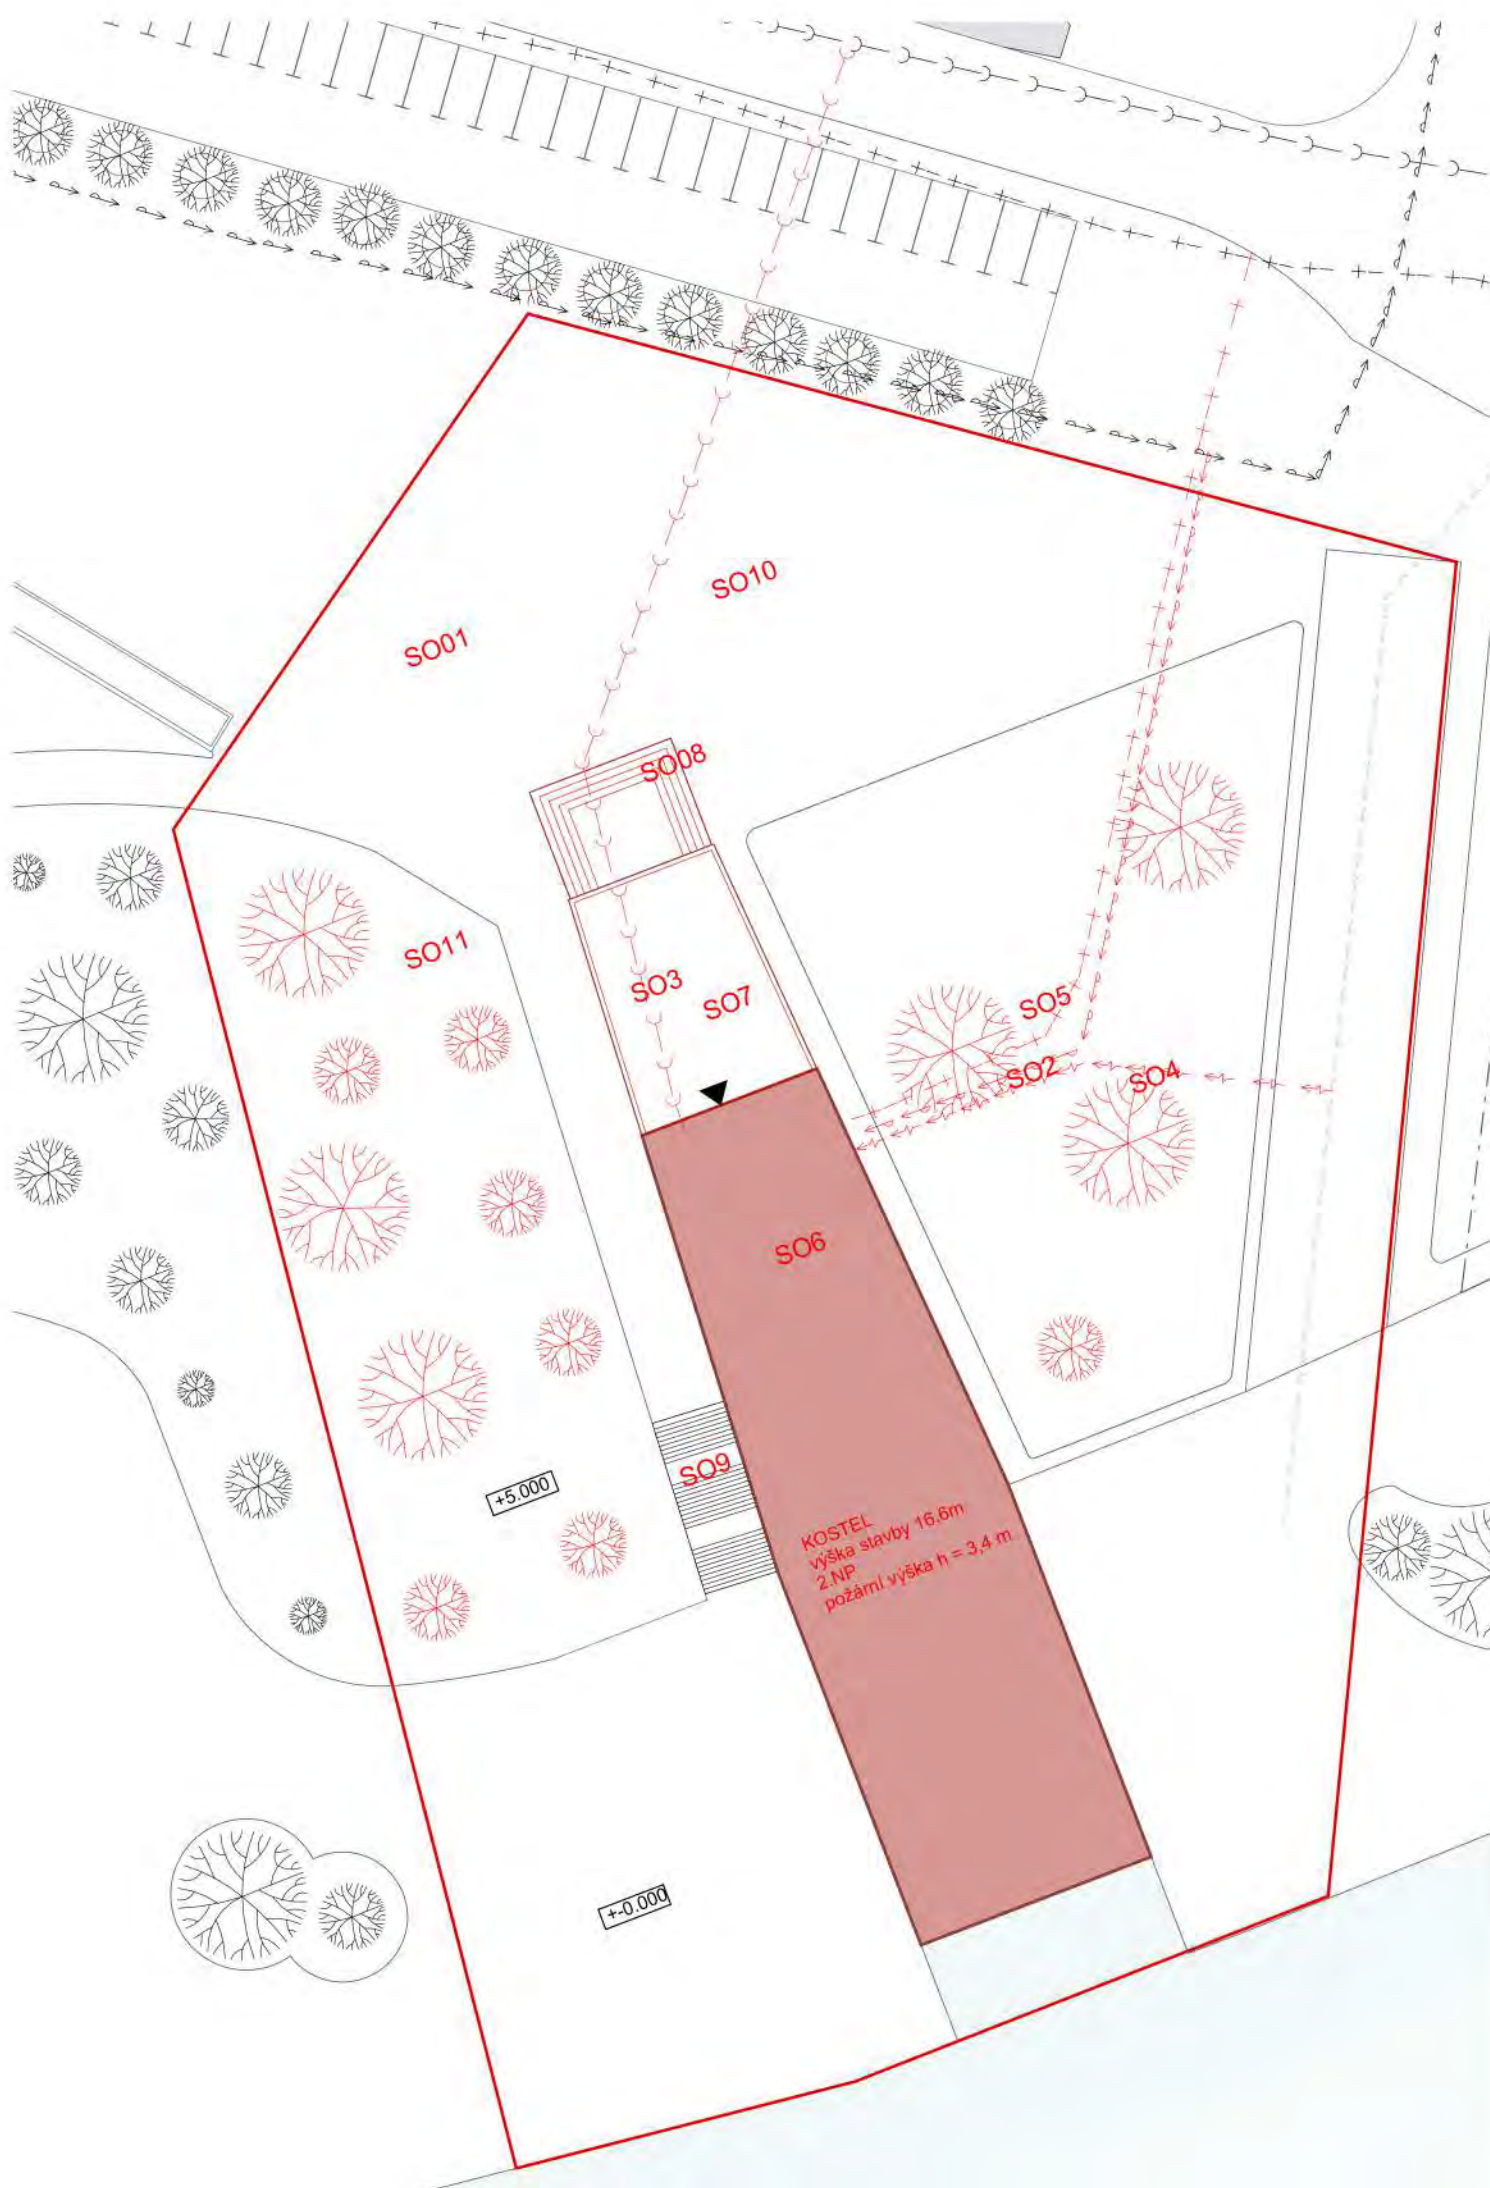 SO10
SO01
SO08
SO11
SO3
SO7
SO5
SO2
SO4
SO6
SO9
+5.000
KOSTEL
výška stavby 16,6m
2.NP
požární výška h = 3,4 m
+-0.000